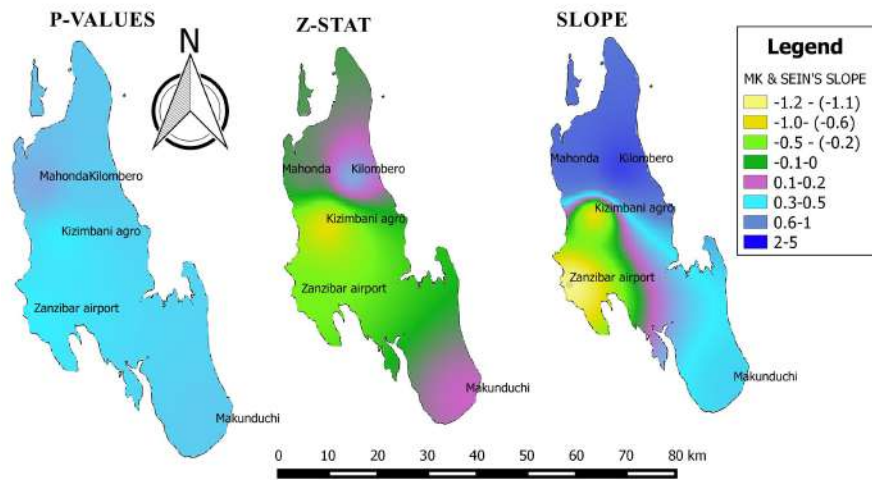 P-VALUES
Z-STAT
SLOPE
N
Legend
MK & SEIN'S SLOPE
-1.2 - (-1.1)
-1.0- (-0.6)
-0.5 - (-0.2)
-0.1-0
0.1-0.2
0.3-0.5
0.6-1
2-5
MahondaKilombero
Kizimbani agro
Zanzibar airport
Makunduchi
Mahonda
Kilombero
Kizimbani agro
Zanzibar airport
Makunduchi
Mahonda
Kilombero
Kizimbani agro
Zanzibar airport
Makunduchi
0 10 20 30 40 50 60 70 80 km